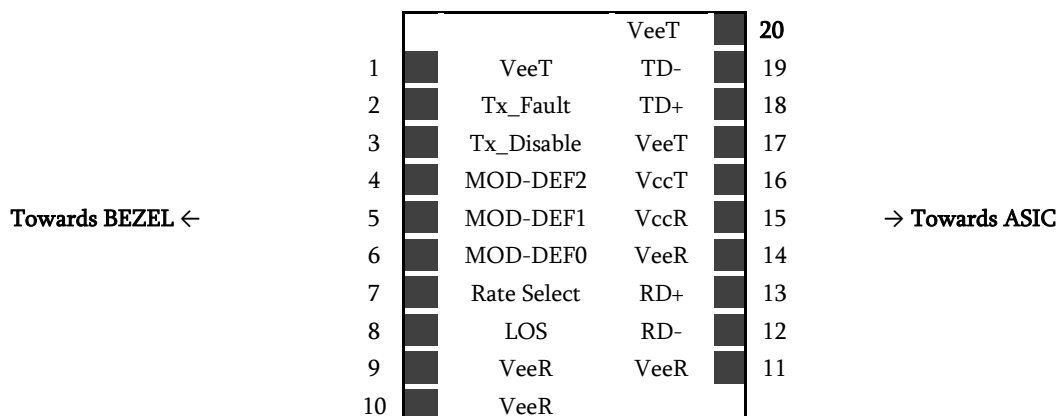 VeeT 20
1 VeeT TD- 19
2 Tx_Fault TD+ 18
3 Tx_Disable VeeT 17
4 MOD-DEF2 VccT 16
Towards BEZEL ← 5 MOD-DEF1 VccR 15 → Towards ASIC
6 MOD-DEF0 VeeR 14
7 Rate Select RD+ 13
8 LOS RD- 12
9 VeeR VeeR 11
10 VeeR